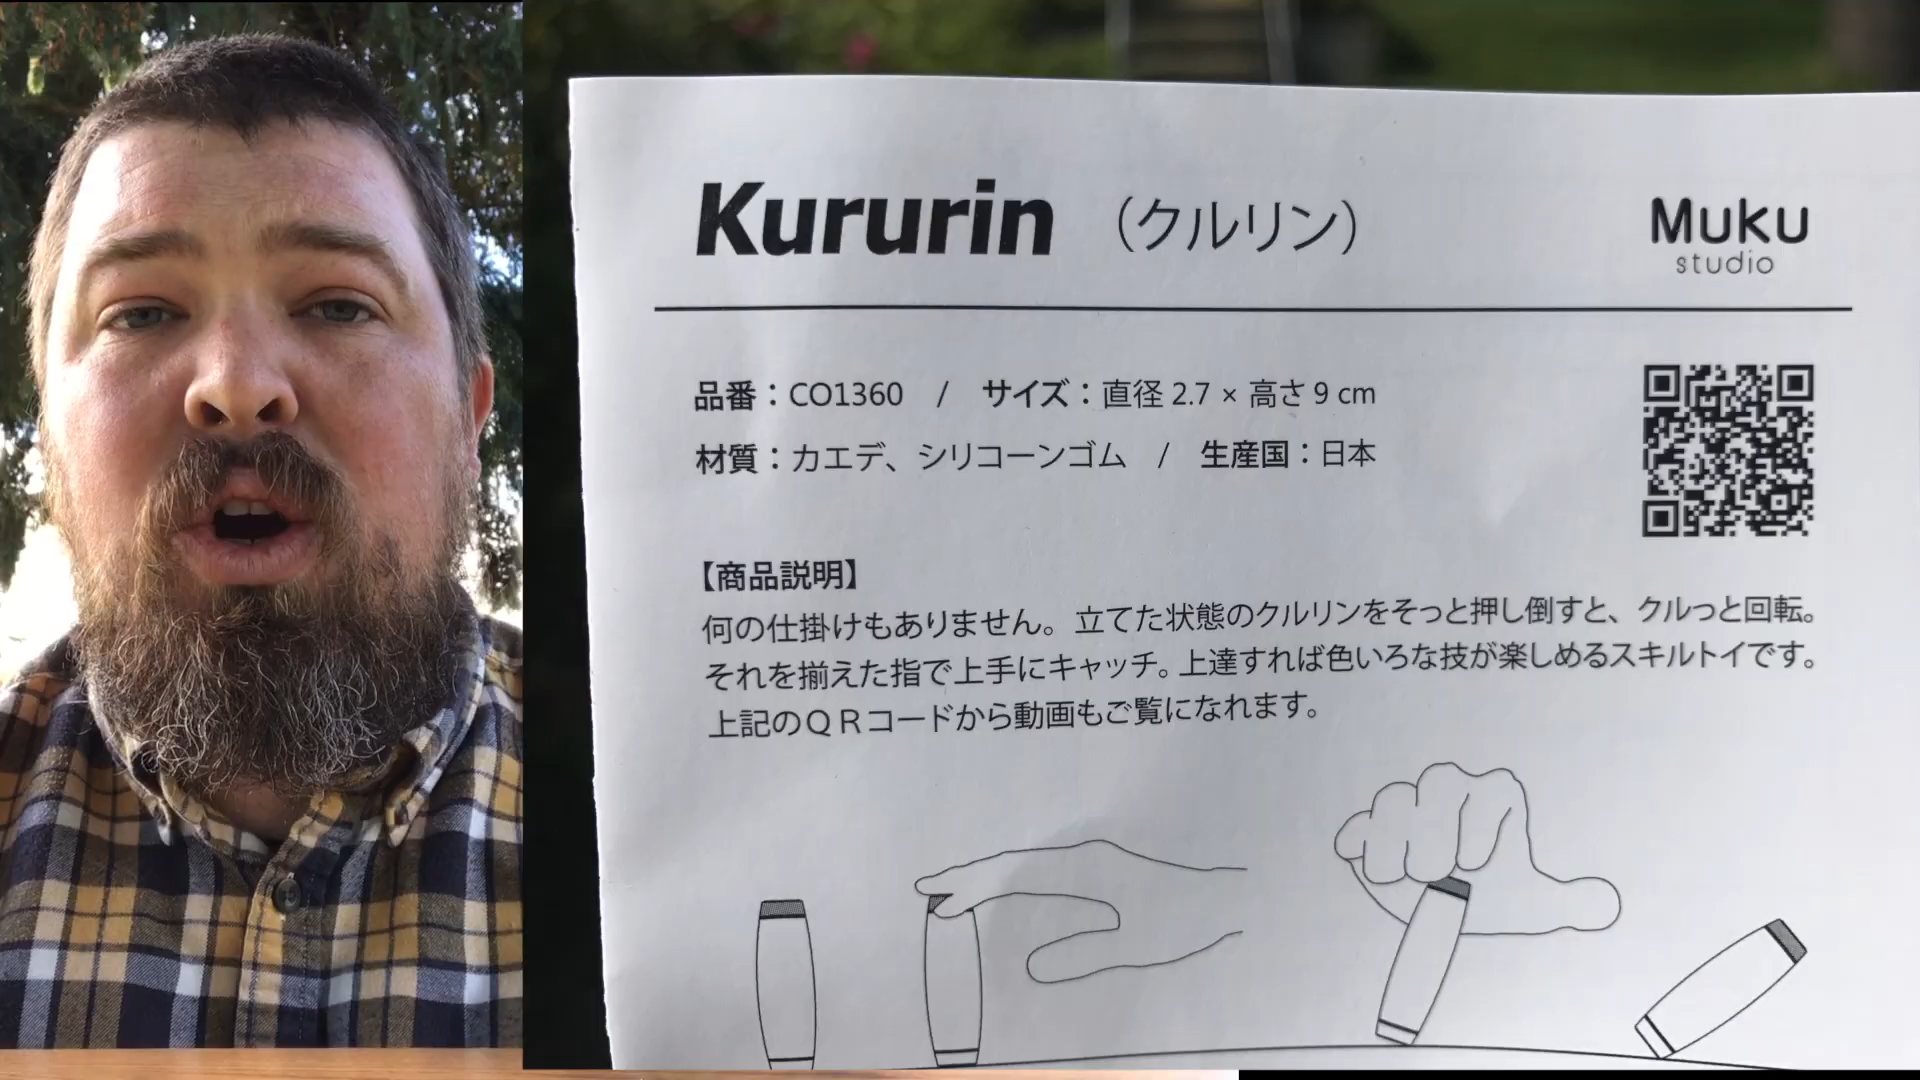 Kururin（クルリン）
Muku
studio
品番：CO1360 / サイズ：直径 2.7 × 高さ 9 cm
材質：カエデ、シリコーンゴム / 生産国：日本
【商品説明】
何の仕掛けもありません。立てた状態のクルリンをそっと押し倒すと、クルっと回転。
それを揃えた指で上手にキャッチ。上達すれば色いろな技が楽しめるスキルトイです。
上記のＱＲコードから動画もご覧になれます。